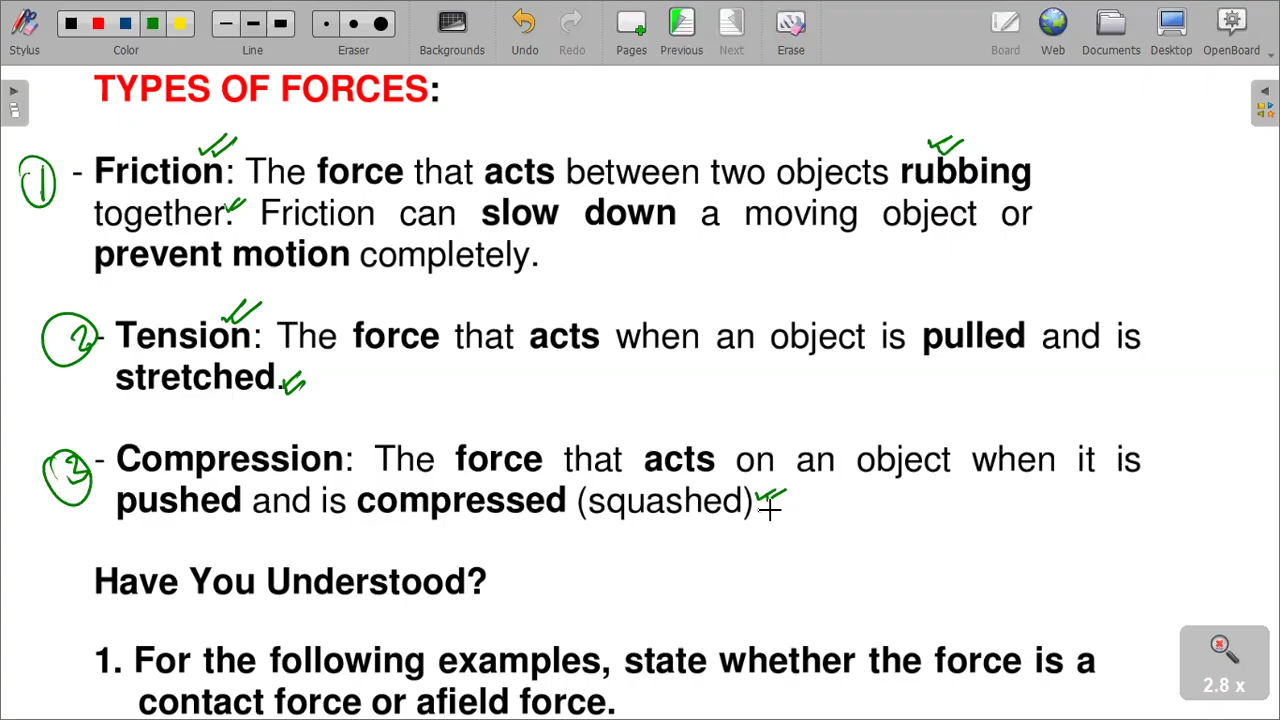 Stylus
Color
Line
Eraser
Backgrounds
Undo
Redo
Pages
Previous
Next
Erase
Board
Web
Documents
Desktop
OpenBoard
TYPES OF FORCES:
1 - Friction: The force that acts between two objects rubbing
together. Friction can slow down a moving object or
prevent motion completely.
2 - Tension: The force that acts when an object is pulled and is
stretched.
3 - Compression: The force that acts on an object when it is
pushed and is compressed (squashed)
Have You Understood?
1. For the following examples, state whether the force is a
contact force or afield force.
2.8 x